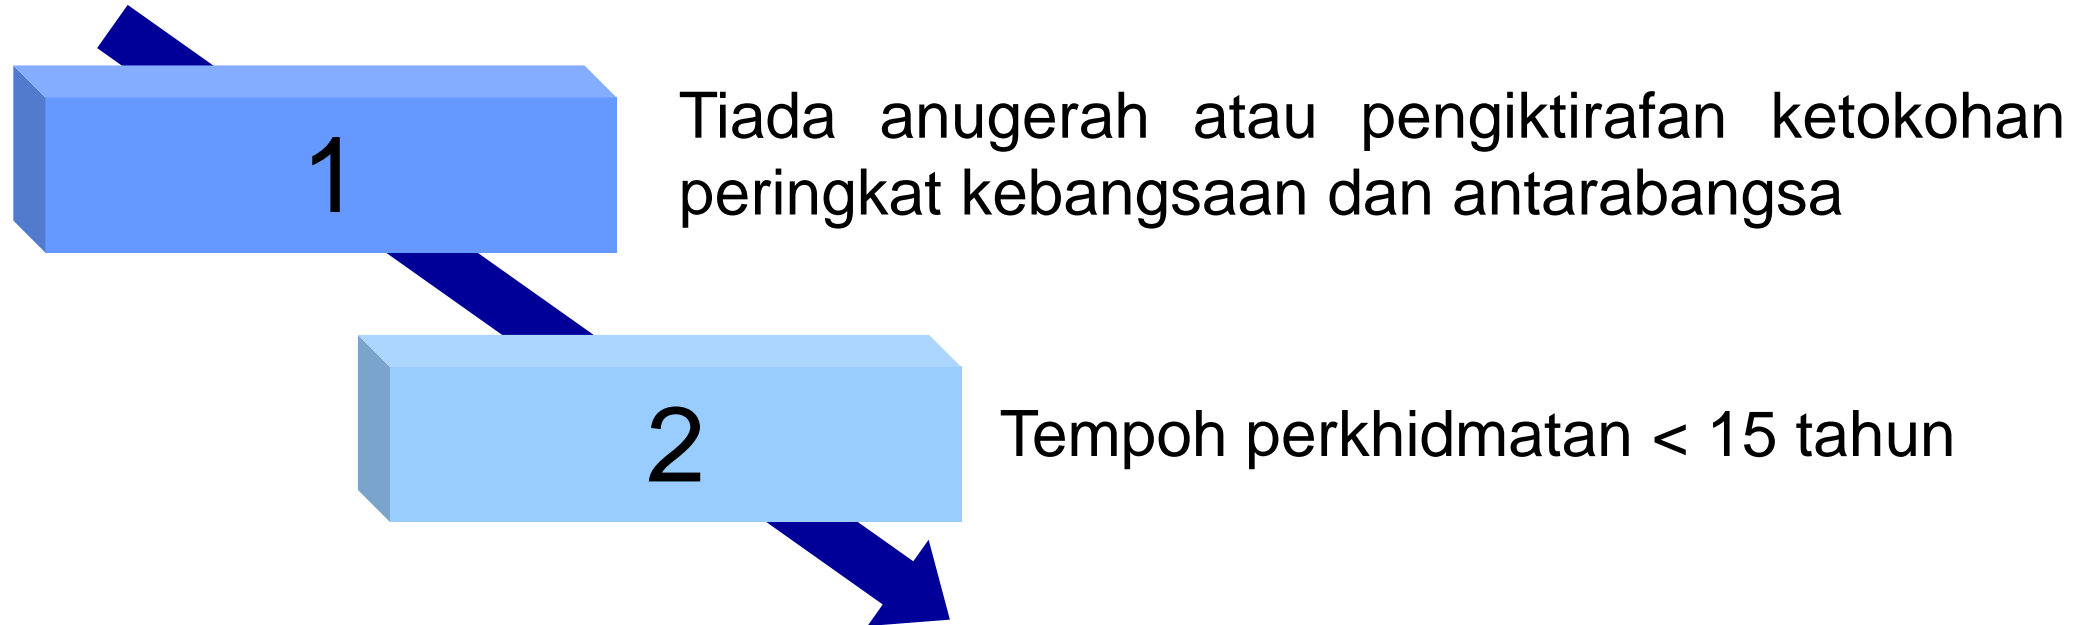 1
Tiada anugerah atau pengiktirafan ketokohan
peringkat kebangsaan dan antarabangsa
2
Tempoh perkhidmatan < 15 tahun